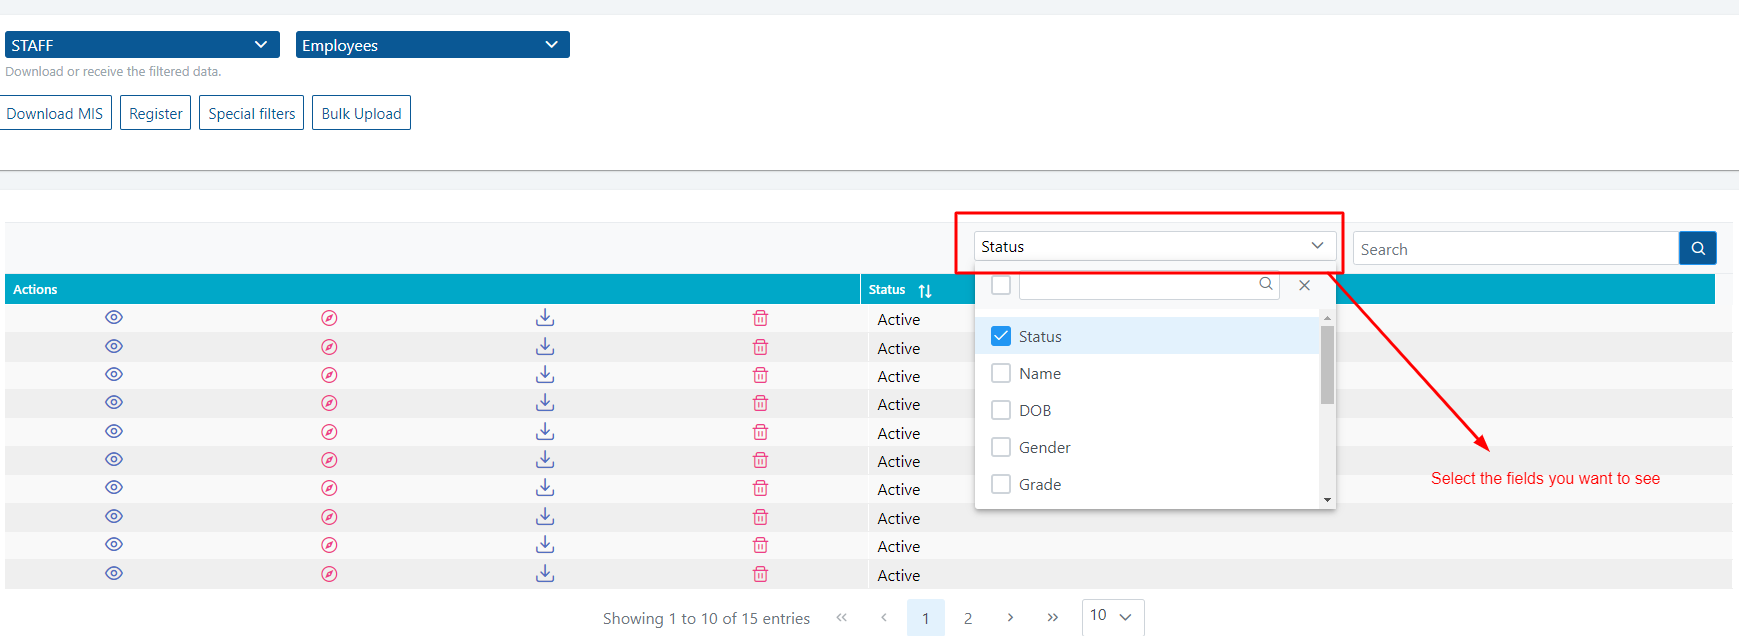 STAFF
Employees
Download or receive the filtered data.
Download MIS
Register
Special filters
Bulk Upload
Status
Search
Actions
Status
Active
Active
Active
Active
Active
Active
Active
Active
Active
Active
Status
Name
DOB
Gender
Grade
Select the fields you want to see
Showing 1 to 10 of 15 entries
« ‹ 1 2 › »
10